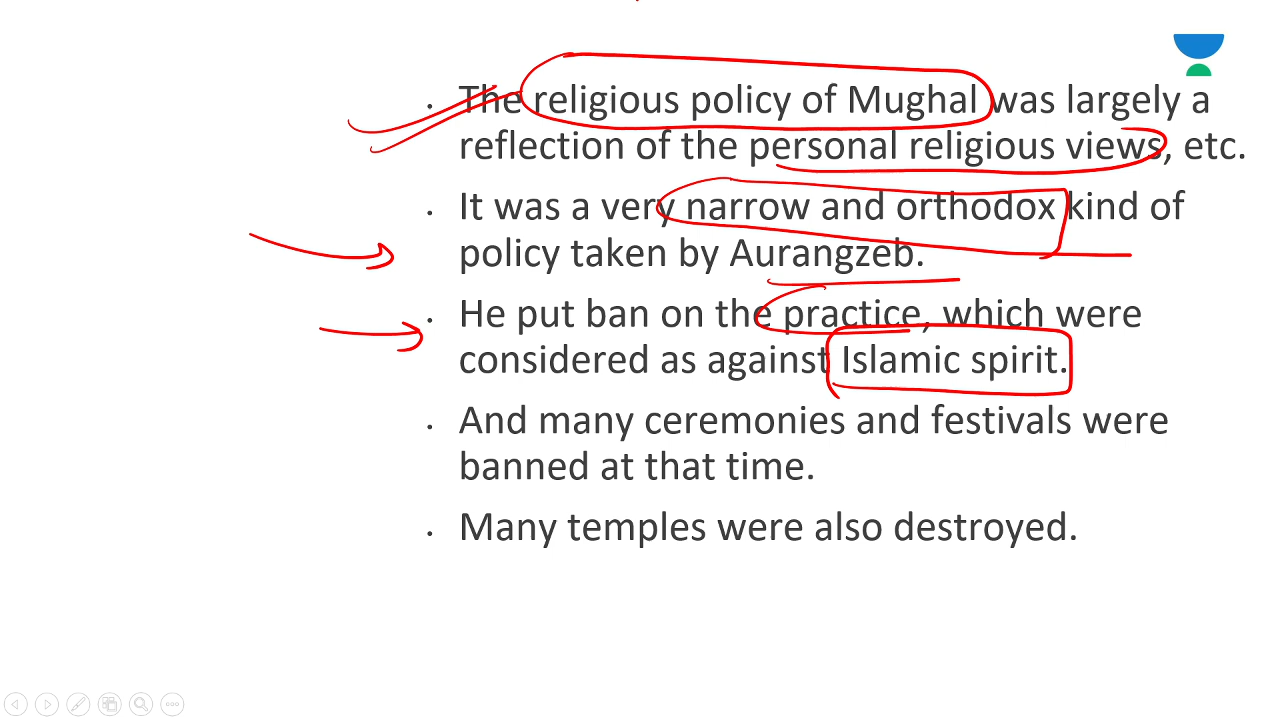 . The religious policy of Mughal was largely a
reflection of the personal religious views, etc.
. It was a very narrow and orthodox kind of
policy taken by Aurangzeb.
. He put ban on the practice, which were
considered as against Islamic spirit.
. And many ceremonies and festivals were
banned at that time.
. Many temples were also destroyed.